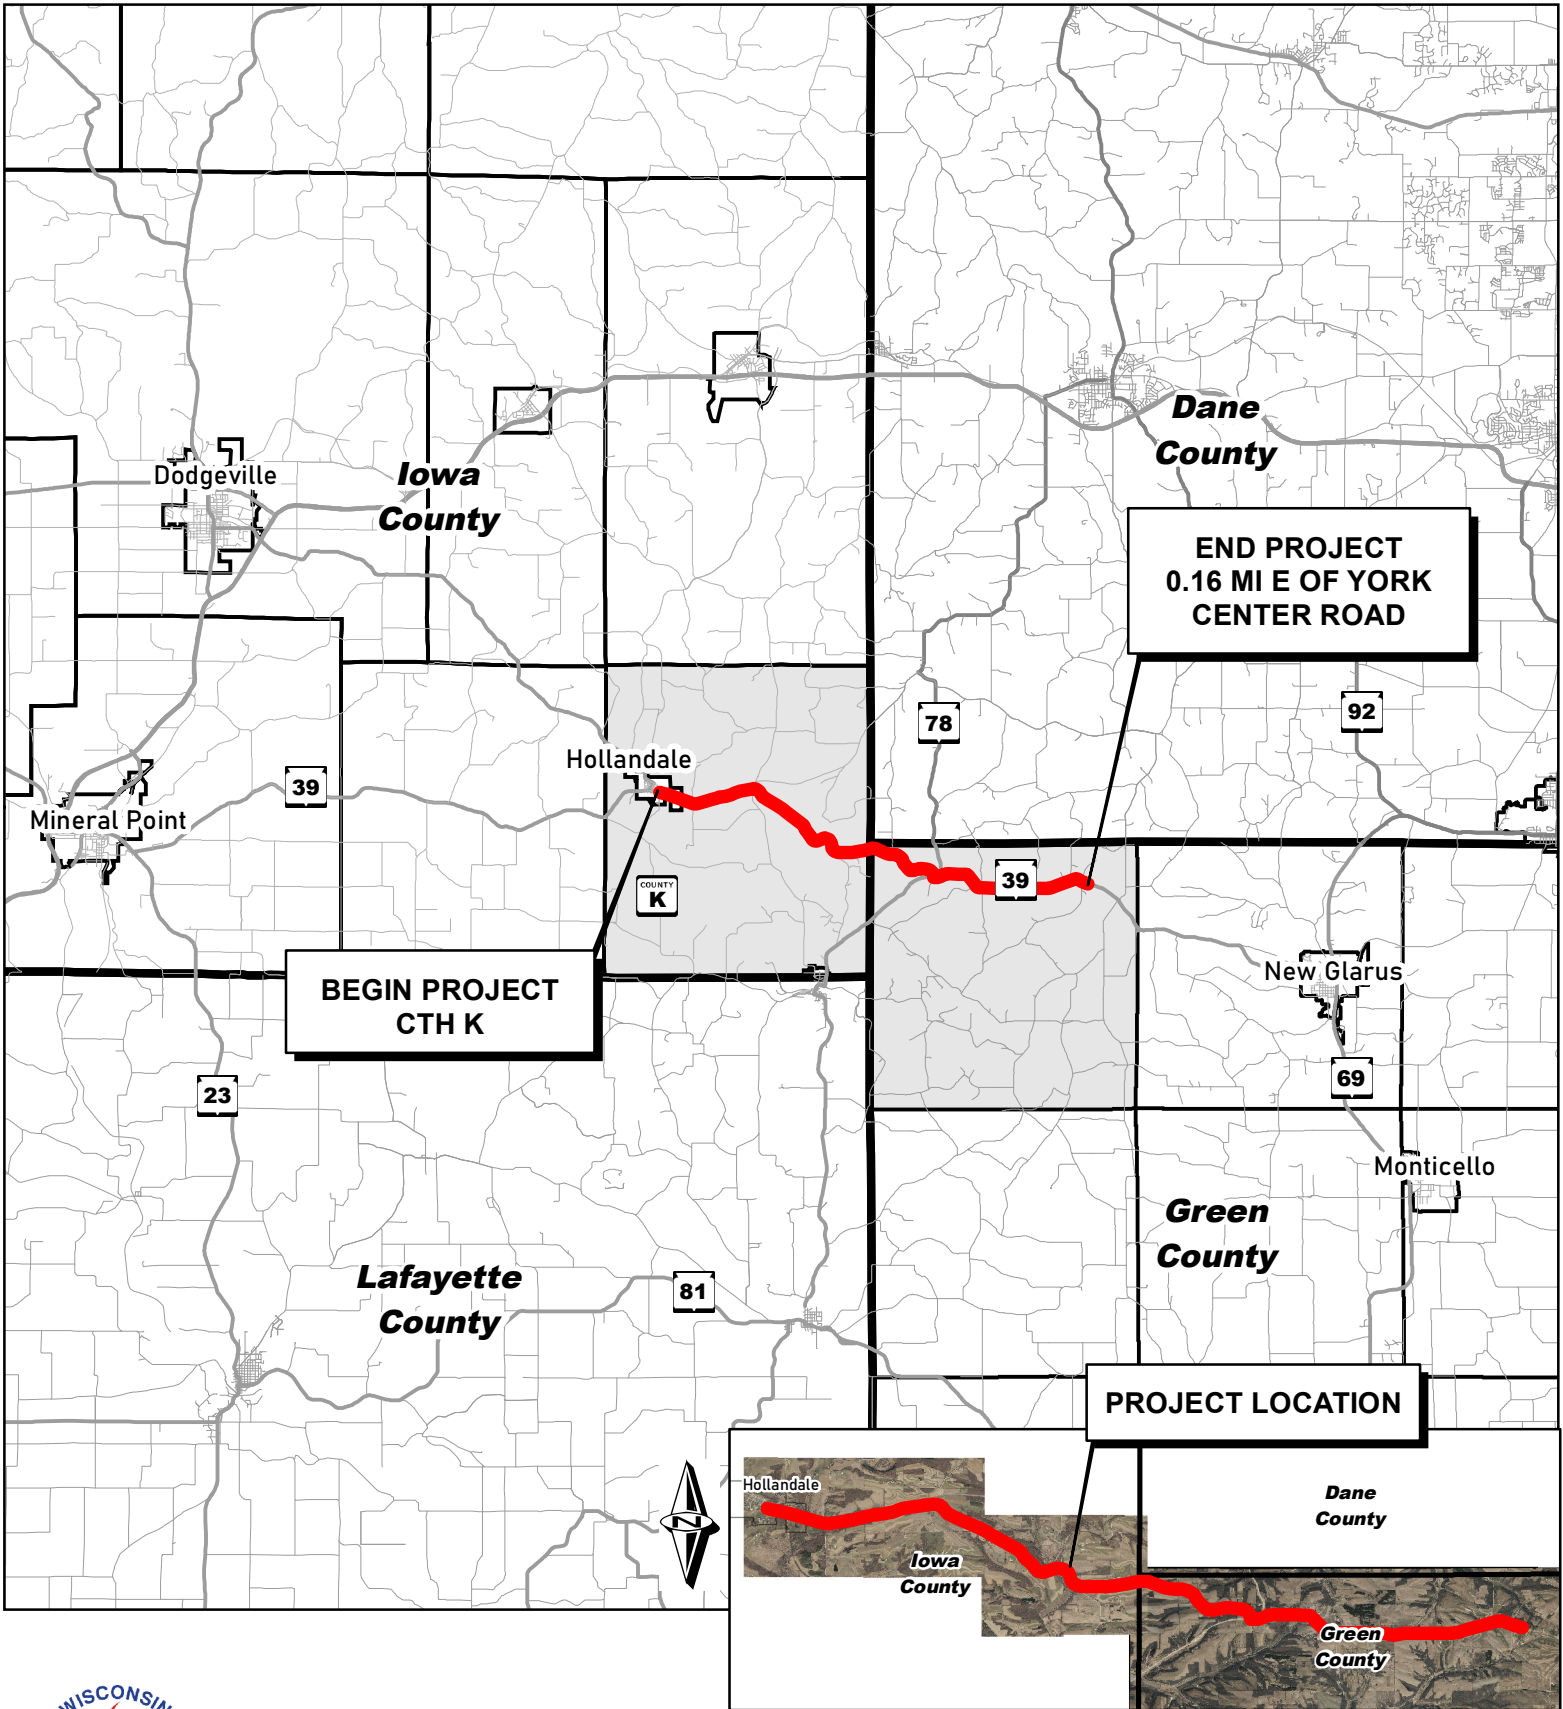 Dane
County
Dodgeville
Iowa
County
END PROJECT
0.16 MI E OF YORK
CENTER ROAD
78
92
Hollandale
39
Mineral Point
39
COUNTY
K
BEGIN PROJECT
CTH K
New Glarus
69
23
Monticello
Green
County
Lafayette
County
81
PROJECT LOCATION
N
Hollandale
Dane
County
Iowa
County
Green
County
WISCONSIN